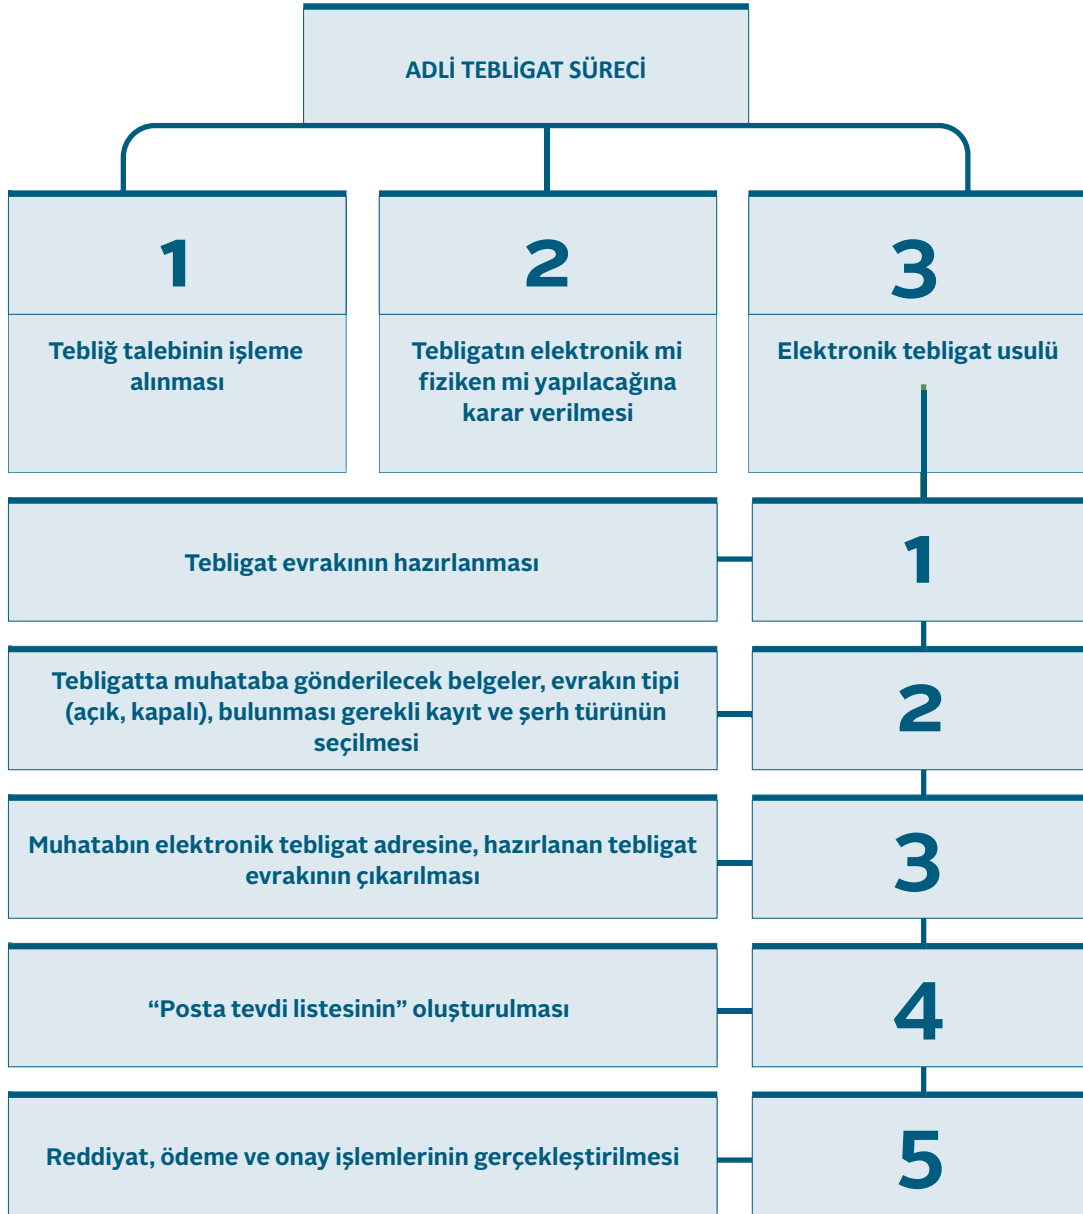 ADLİ TEBLİGAT SÜRECİ
1
2
3
Tebliğ talebinin işleme
alınması
Tebligatın elektronik mi
fiziken mi yapılacağına
karar verilmesi
Elektronik tebligat usulü
Tebligat evrakının hazırlanması
1
Tebligatta muhataba gönderilecek belgeler, evrakın tipi
(açık, kapalı), bulunması gerekli kayıt ve şerh türünün
seçilmesi
2
Muhatabın elektronik tebligat adresine, hazırlanan tebligat
evrakının çıkarılması
3
“Posta tevdi listesinin” oluşturulması
4
Reddiyat, ödeme ve onay işlemlerinin gerçekleştirilmesi
5